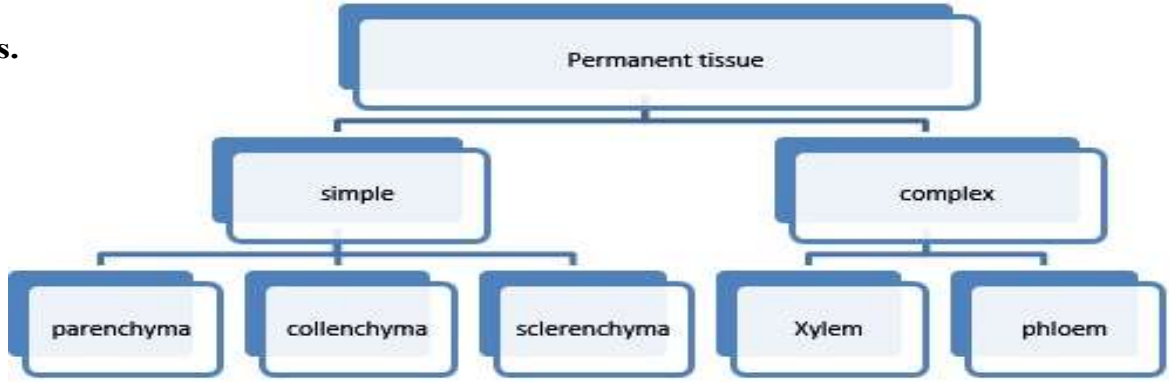 s.
Permanent tissue
simple
complex
parenchyma
collenchyma
sclerenchyma
Xylem
phloem